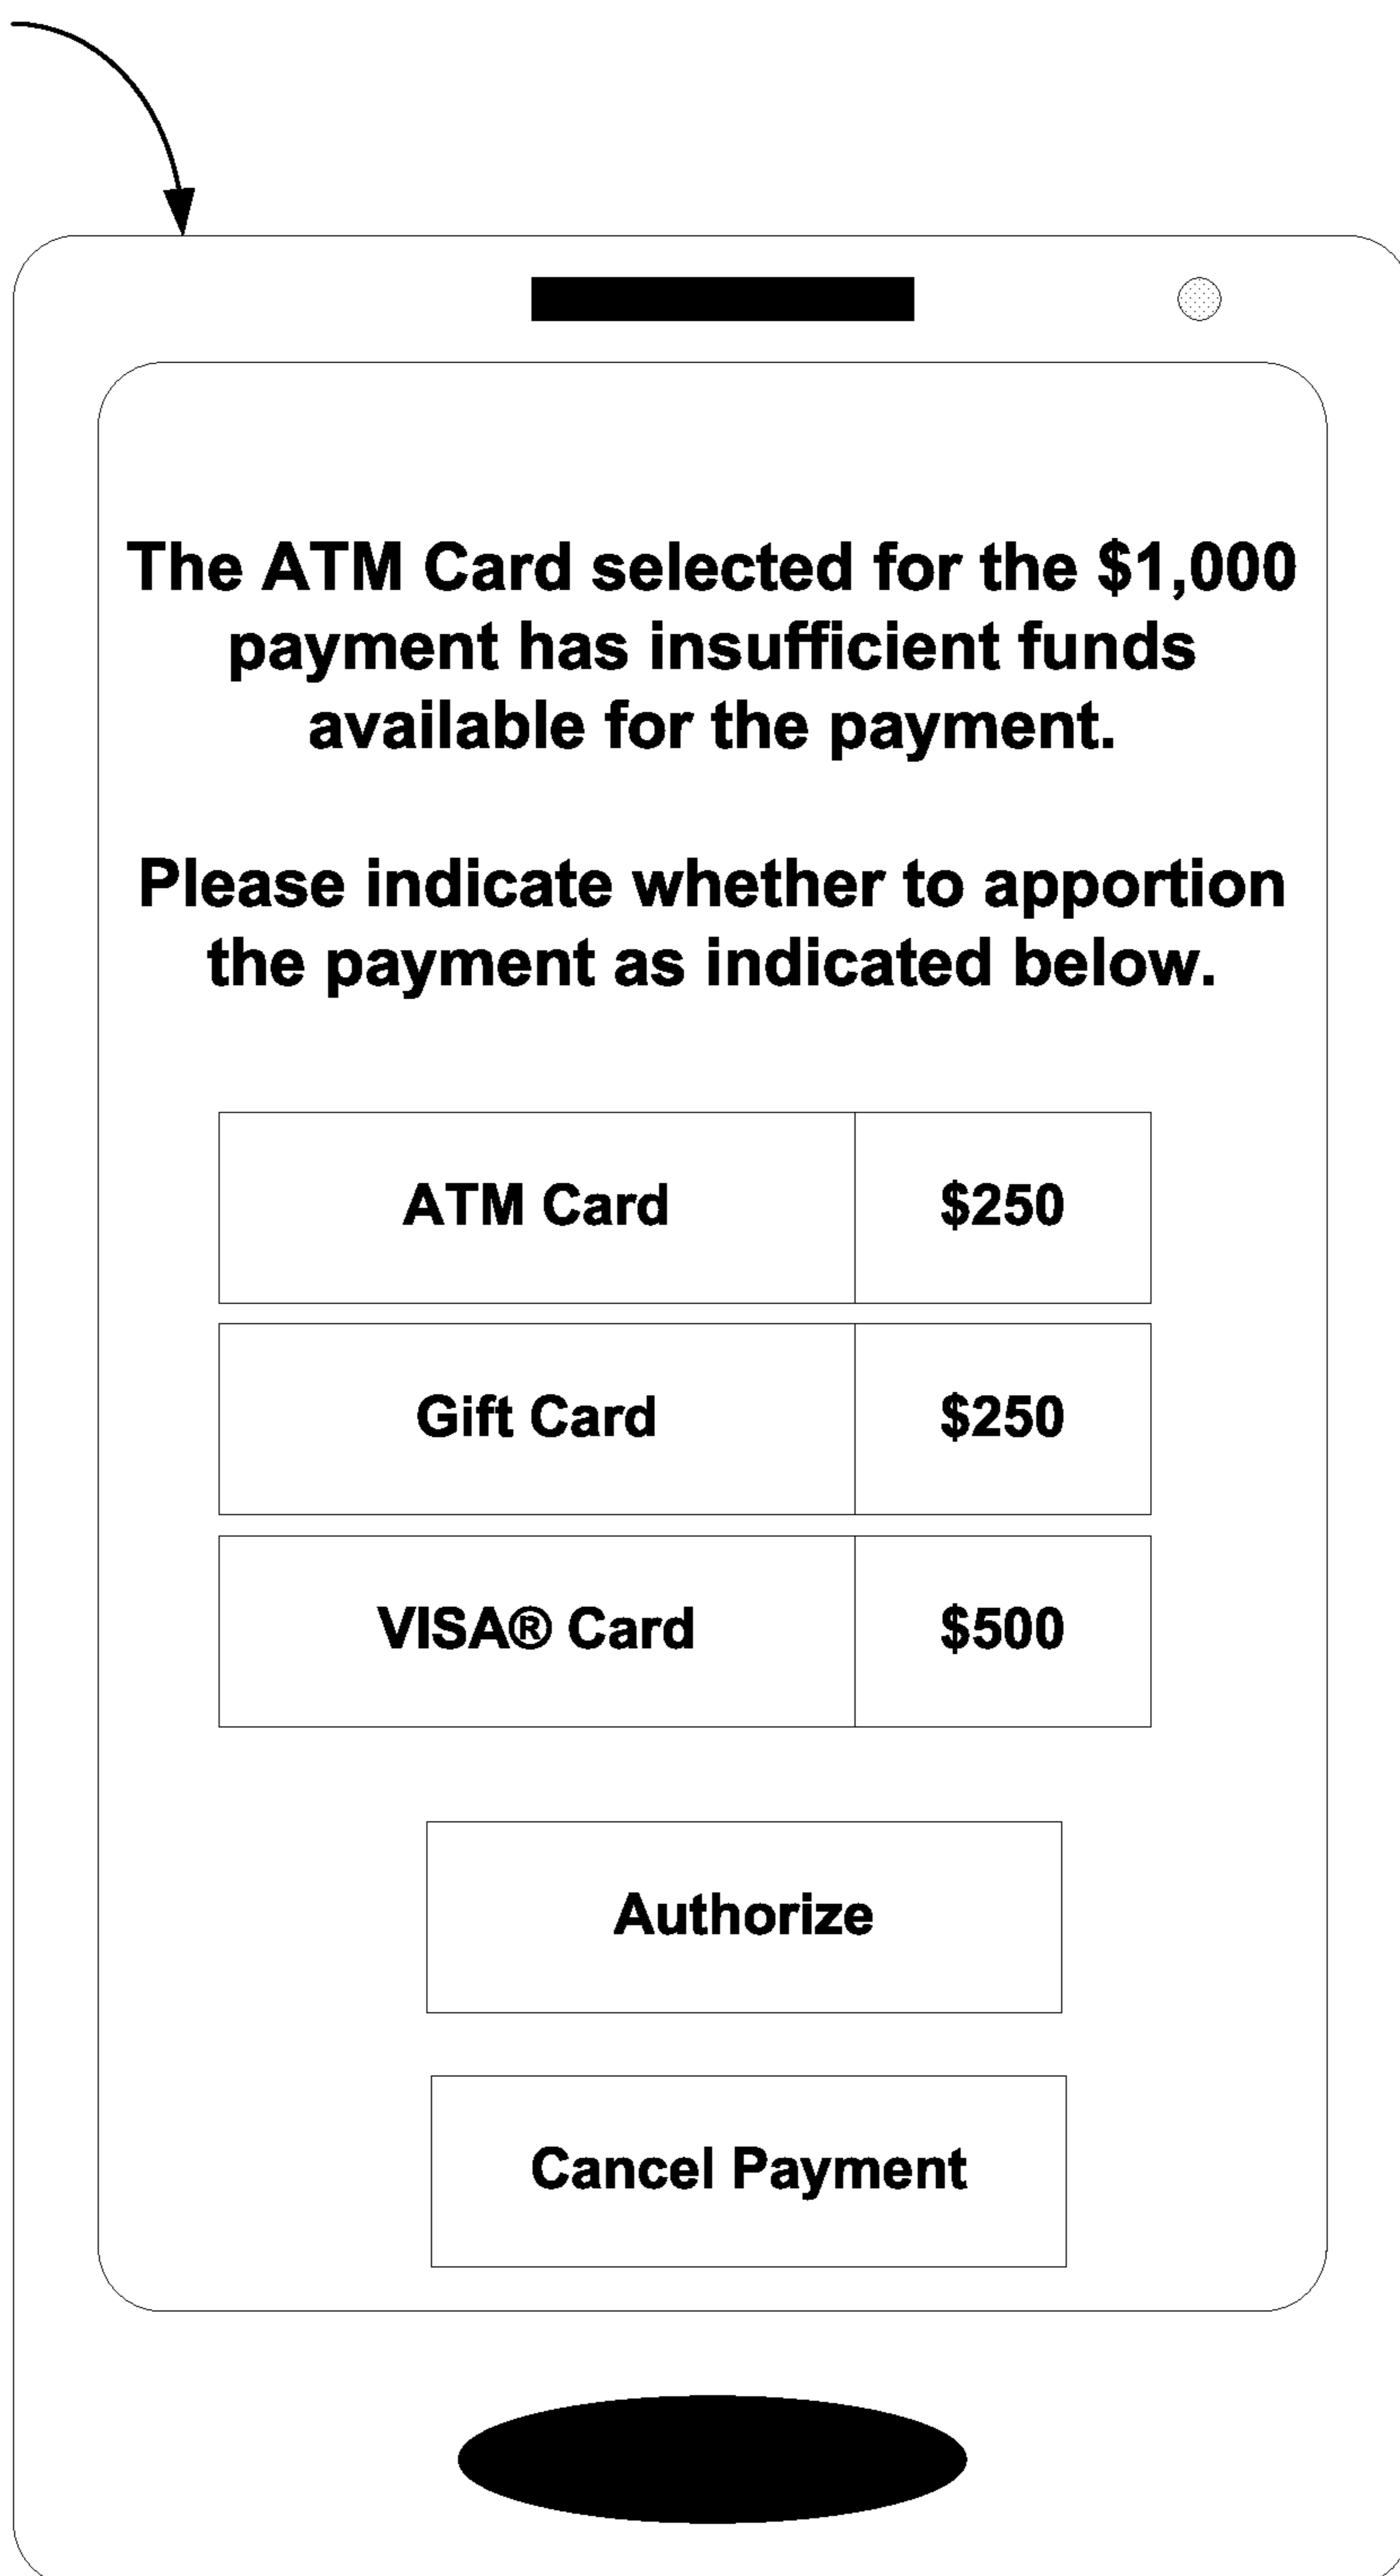 The ATM Card selected for the $1,000
payment has insufficient funds
available for the payment.
Please indicate whether to apportion
the payment as indicated below.
ATM Card $250
Gift Card $250
VISA® Card $500
Authorize
Cancel Payment